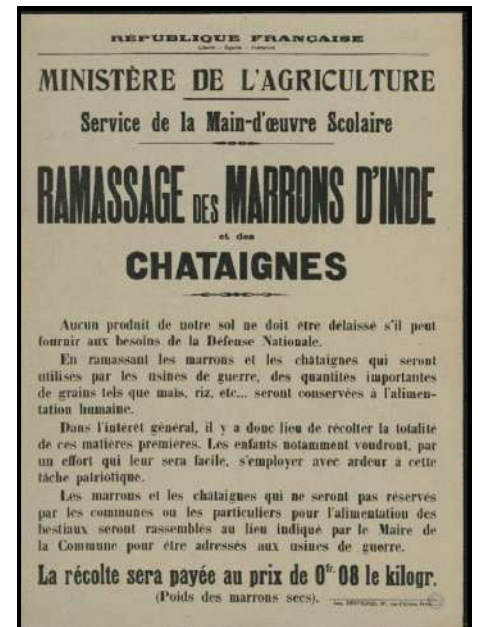 RÉPUBLIQUE FRANÇAISE
Liberté — Égalité — Fraternité
MINISTÈRE DE L'AGRICULTURE
Service de la Main-d'œuvre Scolaire
RAMASSAGE DES MARRONS D'INDE
et des
CHATAIGNES
Aucun produit de notre sol ne doit être délaissé s'il peut
fournir aux besoins de la Défense Nationale.
En ramassant les marrons et les châtaignes qui seront
utilisés par les usines de guerre, des quantités importantes
de grains tels que maïs, riz, etc... seront conservées à l'alimen-
tation humaine.
Dans l'intérêt général, il y a donc lieu de récolter la totalité
de ces matières premières. Les enfants notamment voudront, par
un effort qui leur sera facile, s'employer avec ardeur à cette
tâche patriotique.
Les marrons et les châtaignes qui ne seront pas réservés
par les communes ou les particuliers pour l'alimentation des
bestiaux seront rassemblés au lieu indiqué par le Maire de
la Commune pour être adressés aux usines de guerre.
La récolte sera payée au prix de 0fr. 08 le kilogr.
(Poids des marrons secs).